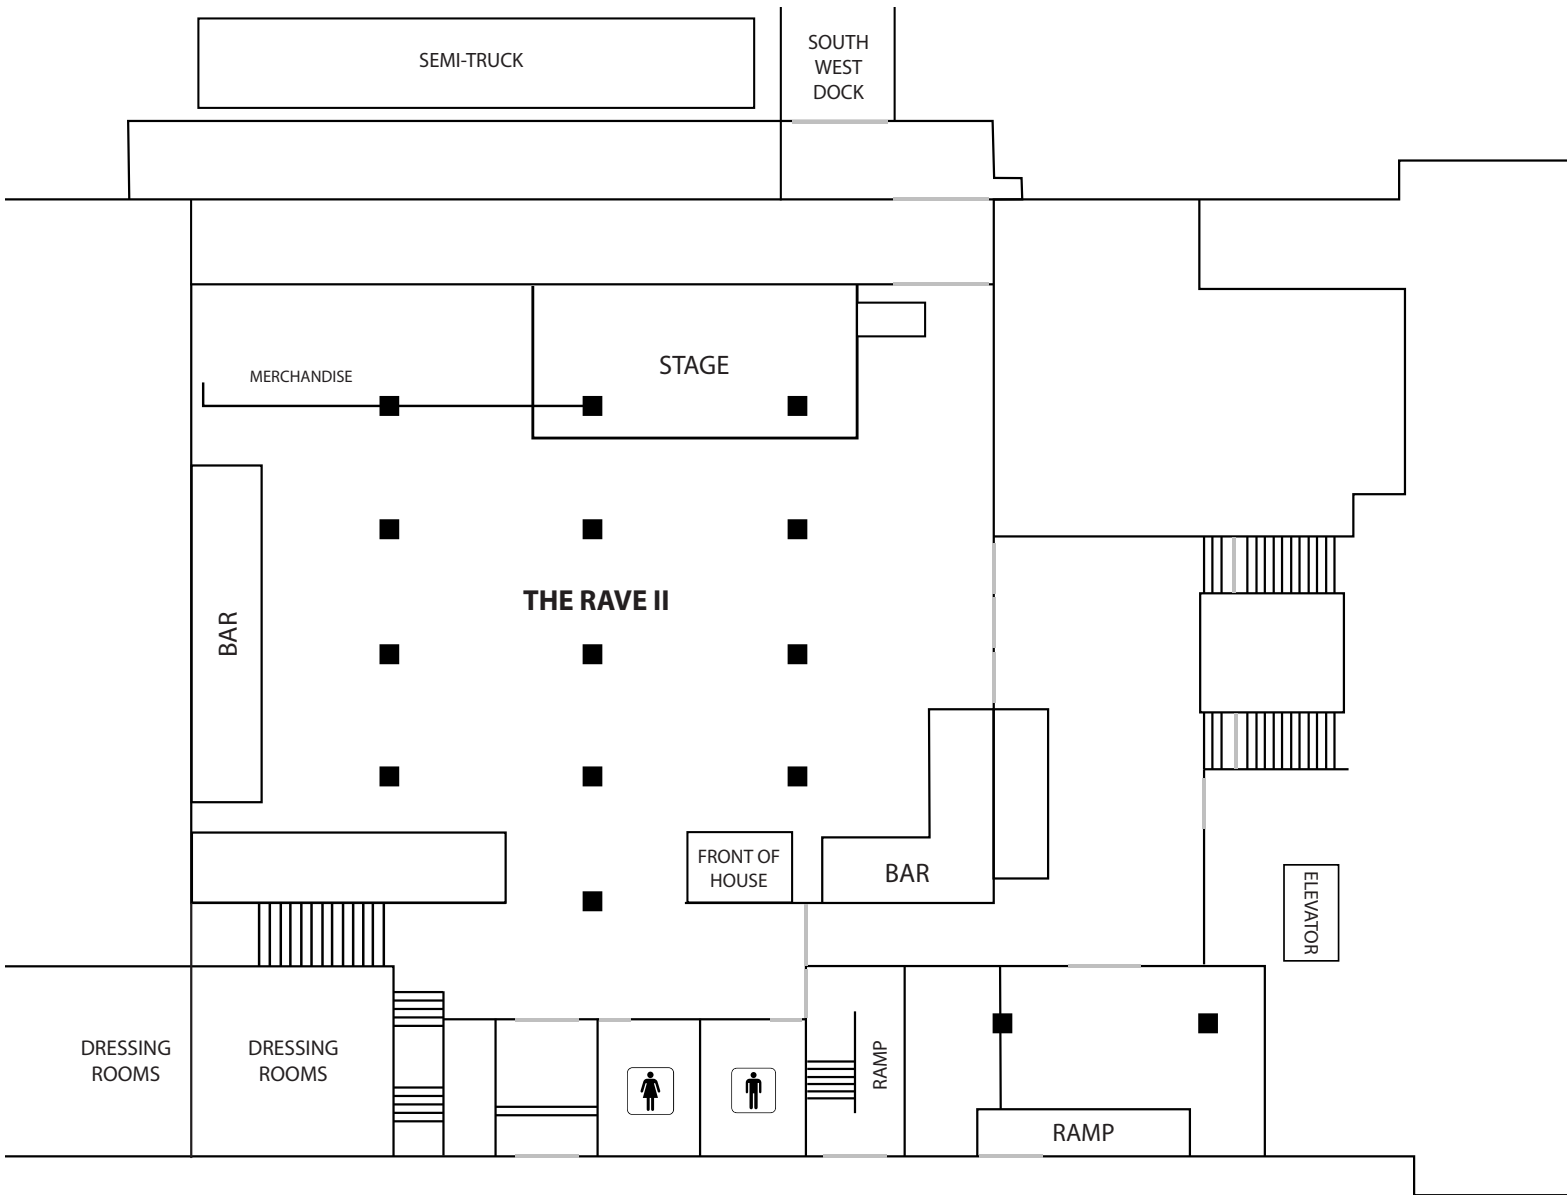 SEMI-TRUCK
SOUTH
WEST
DOCK
STAGE
MERCHANDISE
THE RAVE II
BAR
FRONT OF
HOUSE
BAR
ELEVATOR
DRESSING
ROOMS
DRESSING
ROOMS
RAMP
RAMP